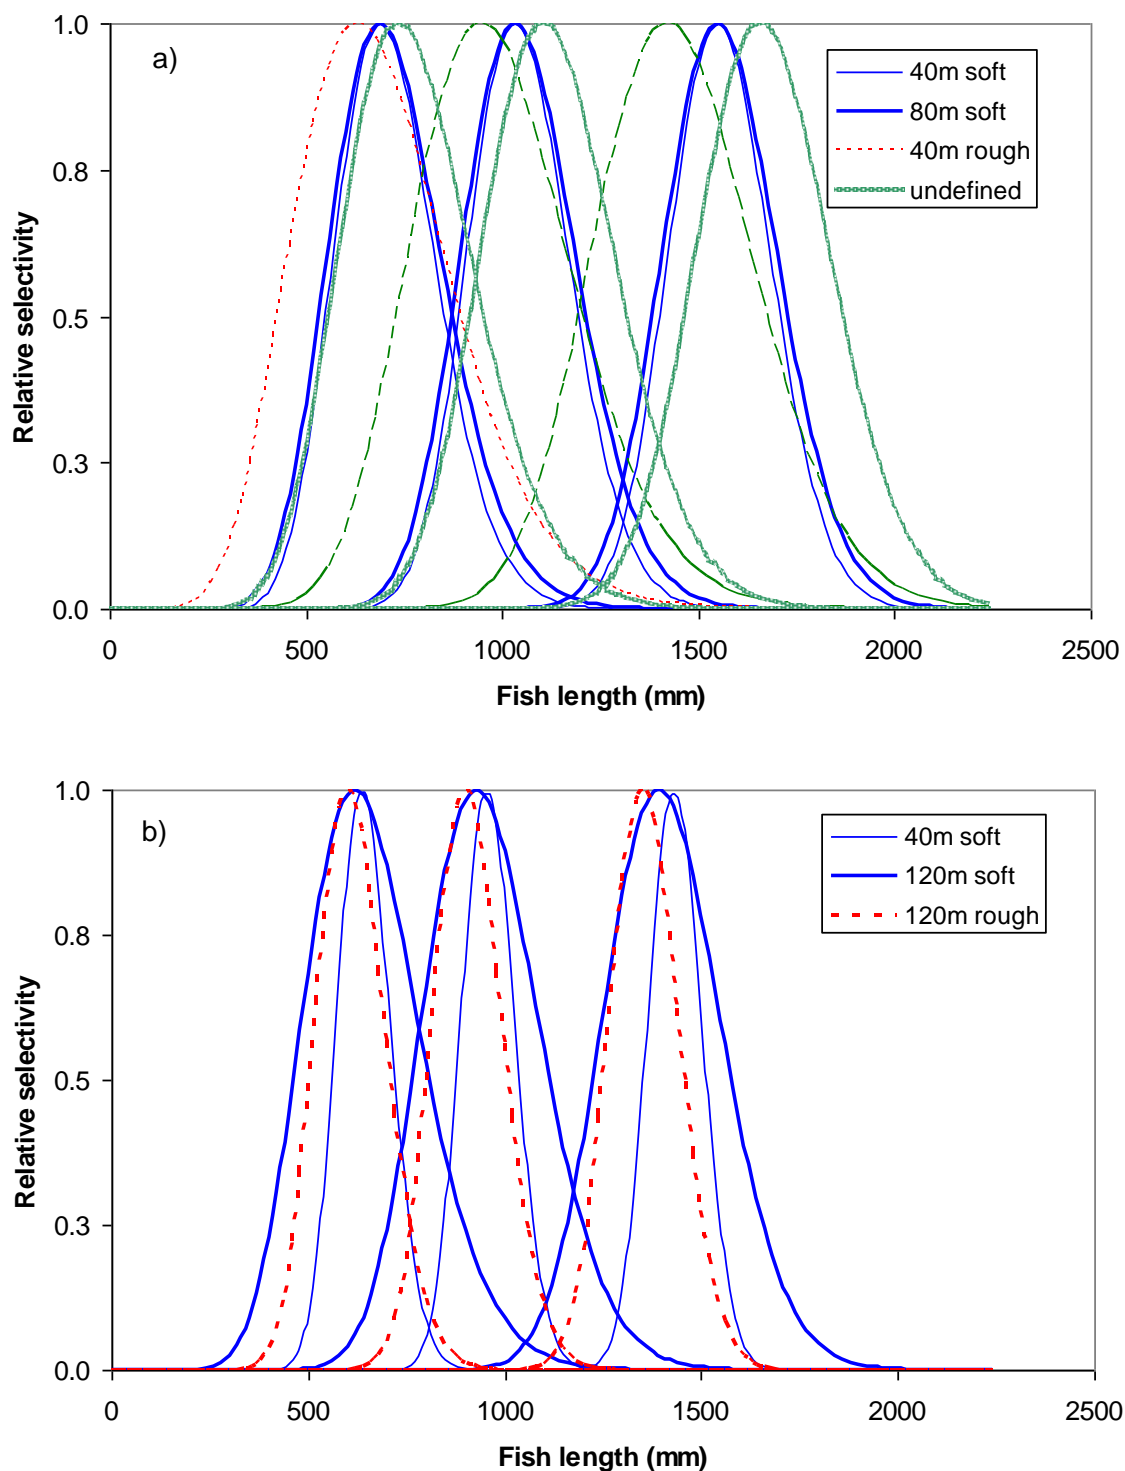 a)
1.0
0.8
0.5
0.3
0.0
Relative selectivity
0
500
1000
1500
2000
2500
Fish length (mm)
40m soft
80m soft
40m rough
undefined
b)
1.0
0.8
0.5
0.3
0.0
Relative selectivity
0
500
1000
1500
2000
2500
Fish length (mm)
40m soft
120m soft
120m rough